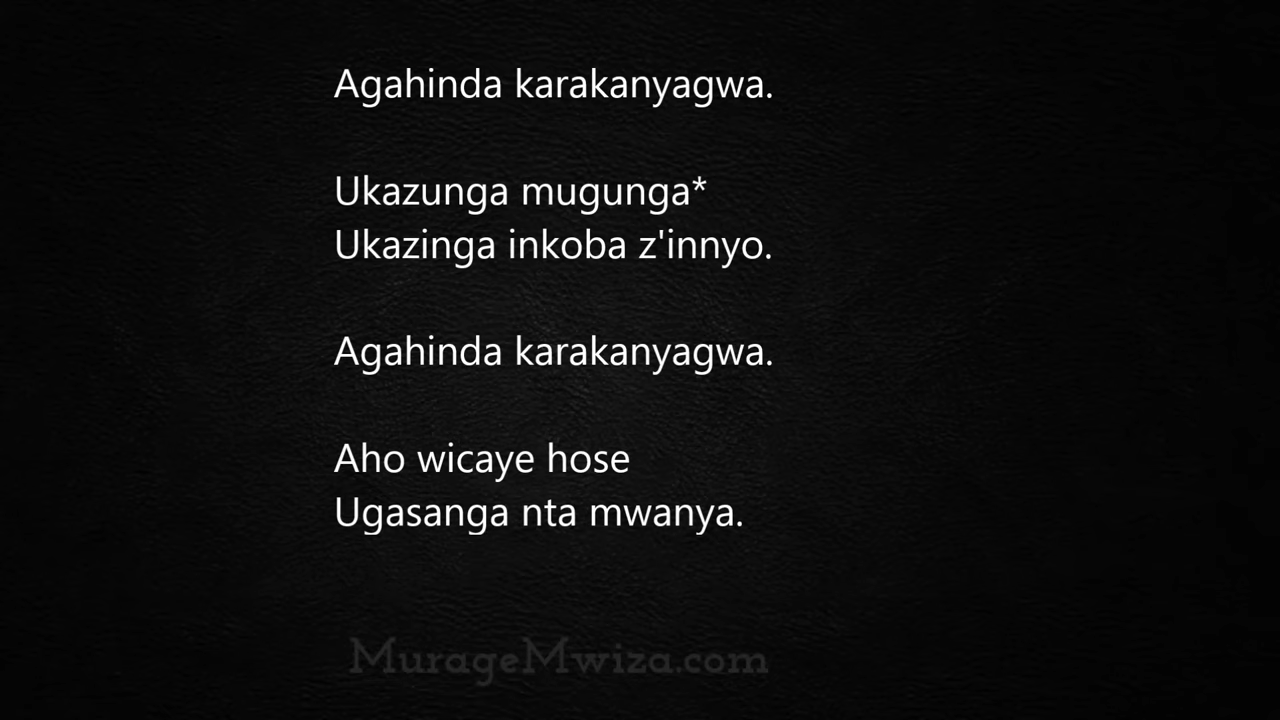 Agahinda karakanyagwa.
Ukazunga mugunga*
Ukazinga inkoba z'innyo.
Agahinda karakanyagwa.
Aho wicaye hose
Ugasanga nta mwanya.
MurageMwiza.com